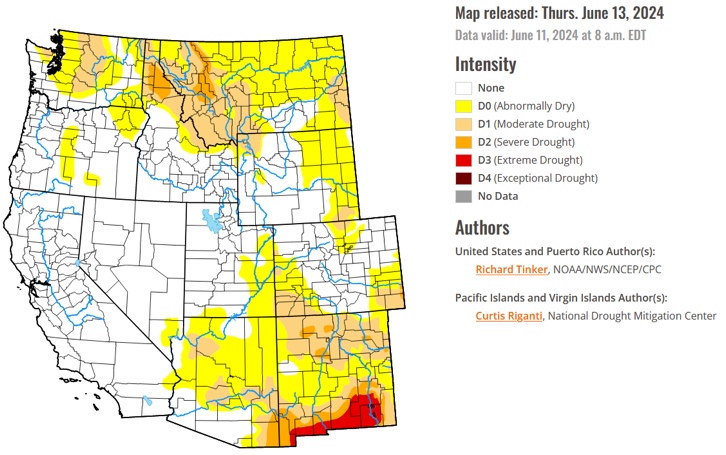 Map released: Thurs. June 13, 2024
Data valid: June 11, 2024 at 8 a.m. EDT
Intensity
None
D0 (Abnormally Dry)
D1 (Moderate Drought)
D2 (Severe Drought)
D3 (Extreme Drought)
D4 (Exceptional Drought)
No Data
Authors
United States and Puerto Rico Author(s):
Richard Tinker, NOAA/NWS/NCEP/CPC
Pacific Islands and Virgin Islands Author(s):
Curtis Riganti, National Drought Mitigation Center